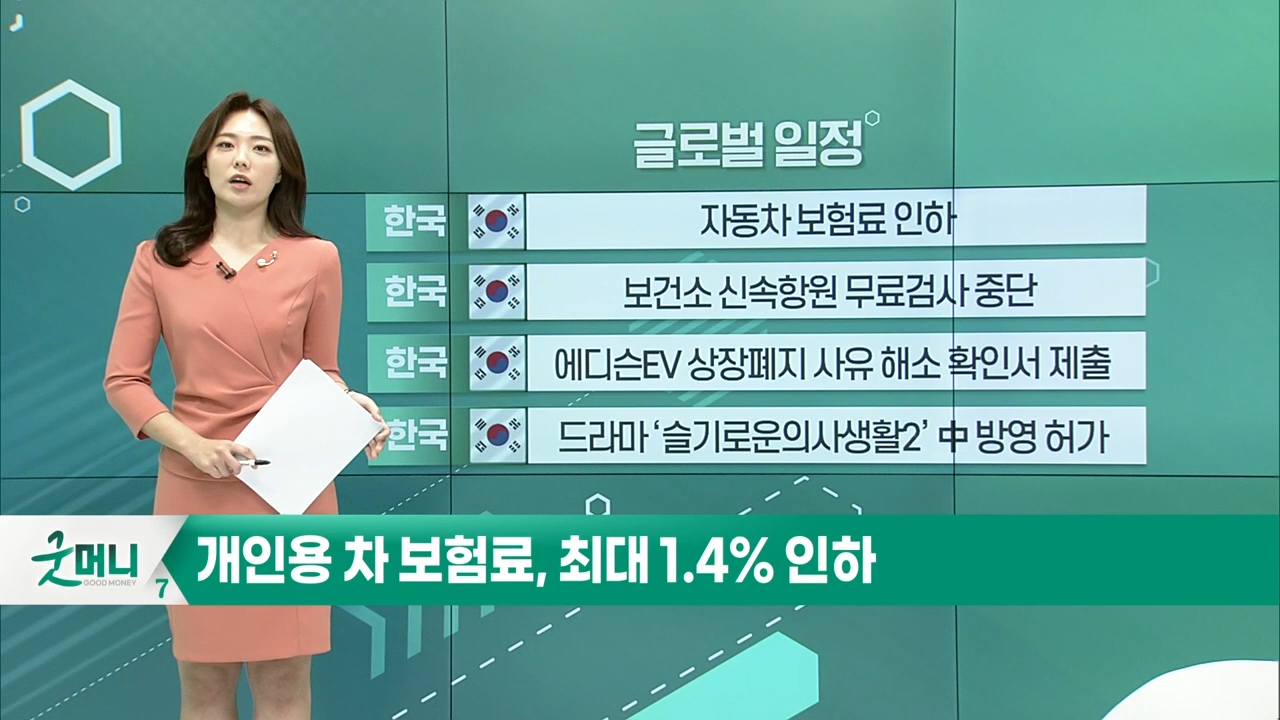 글로벌 일정
한국 자동차 보험료 인하
한국 보건소 신속항원 무료검사 중단
한국 에디슨EV 상장폐지 사유 해소 확인서 제출
한국 드라마 ‘슬기로운의사생활2’ 中 방영 허가
굿머니
GOOD MONEY
7
개인용 차 보험료, 최대 1.4% 인하